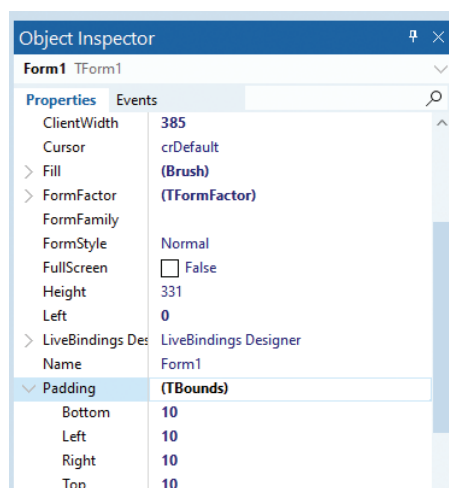 Object Inspector
Form1 TForm1
Properties Events
ClientWidth 385
Cursor crDefault
Fill (Brush)
FormFactor (TFormFactor)
FormFamily
FormStyle Normal
FullScreen False
Height 331
Left 0
LiveBindings Des LiveBindings Designer
Name Form1
Padding (TBounds)
Bottom 10
Left 10
Right 10
Top 10